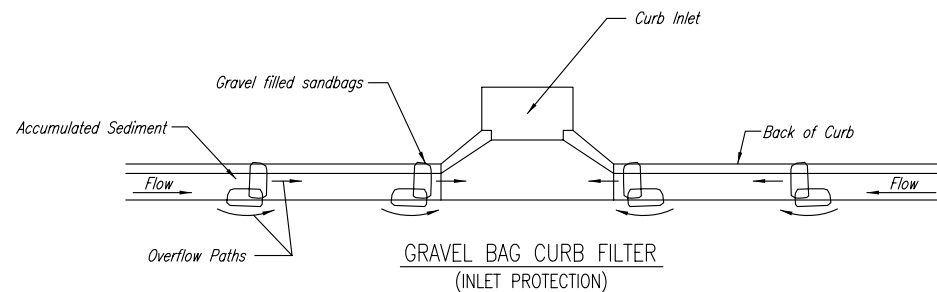 Curb Inlet
Gravel filled sandbags
Accumulated Sediment
Back of Curb
Flow
Flow
Overflow Paths
GRAVEL BAG CURB FILTER
(INLET PROTECTION)